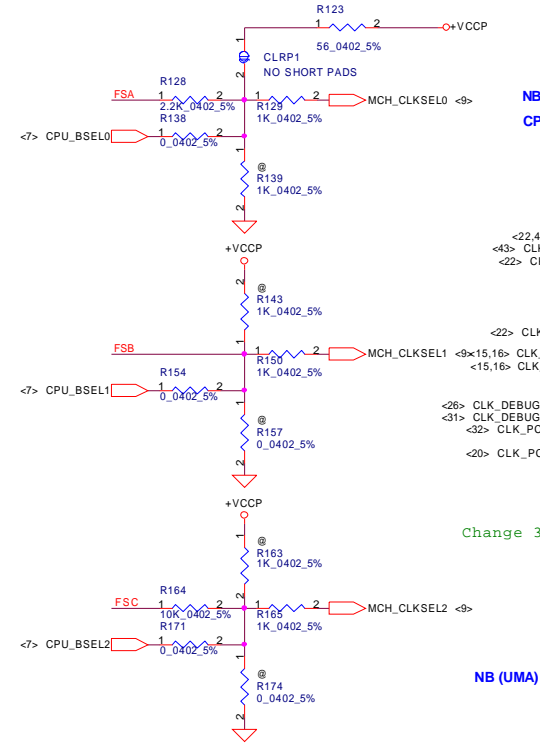 R123
1 2 +VCCP
56_0402_5%
1
CLRP1
NO SHORT PADS
2
R128
FSA 1 2 1 2 MCH_CLKSEL0 <9>
2.2K_0402_5% R129
R138 1K_0402_5%
<7> CPU_BSEL0 1 2
0_0402_5%
1
@
R139
1K_0402_5%
2
NB
CP
+VCCP
<22,4
<43> CL
<22> C
2
@
R143
1K_0402_5%
1
<22> CLK
FSB 1 2 MCH_CLKSEL1 <9> <15,16> CLK_
R150 <15,16> CLK
1K_0402_5%
R154
<7> CPU_BSEL1 1 2
0_0402_5%
1
@
R157
0_0402_5%
2
<26> CLK_DEBUG
<31> CLK_DEBUG
<32> CLK_PC
<20> CLK_PC
+VCCP
1
@
R163
1K_0402_5%
2
Change 3
R164
FSC 1 2 1 2 MCH_CLKSEL2 <9>
10K_0402_5% R165
R171 1K_0402_5%
<7> CPU_BSEL2 1 2
0_0402_5%
1
@
R174
0_0402_5%
2
NB (UMA)